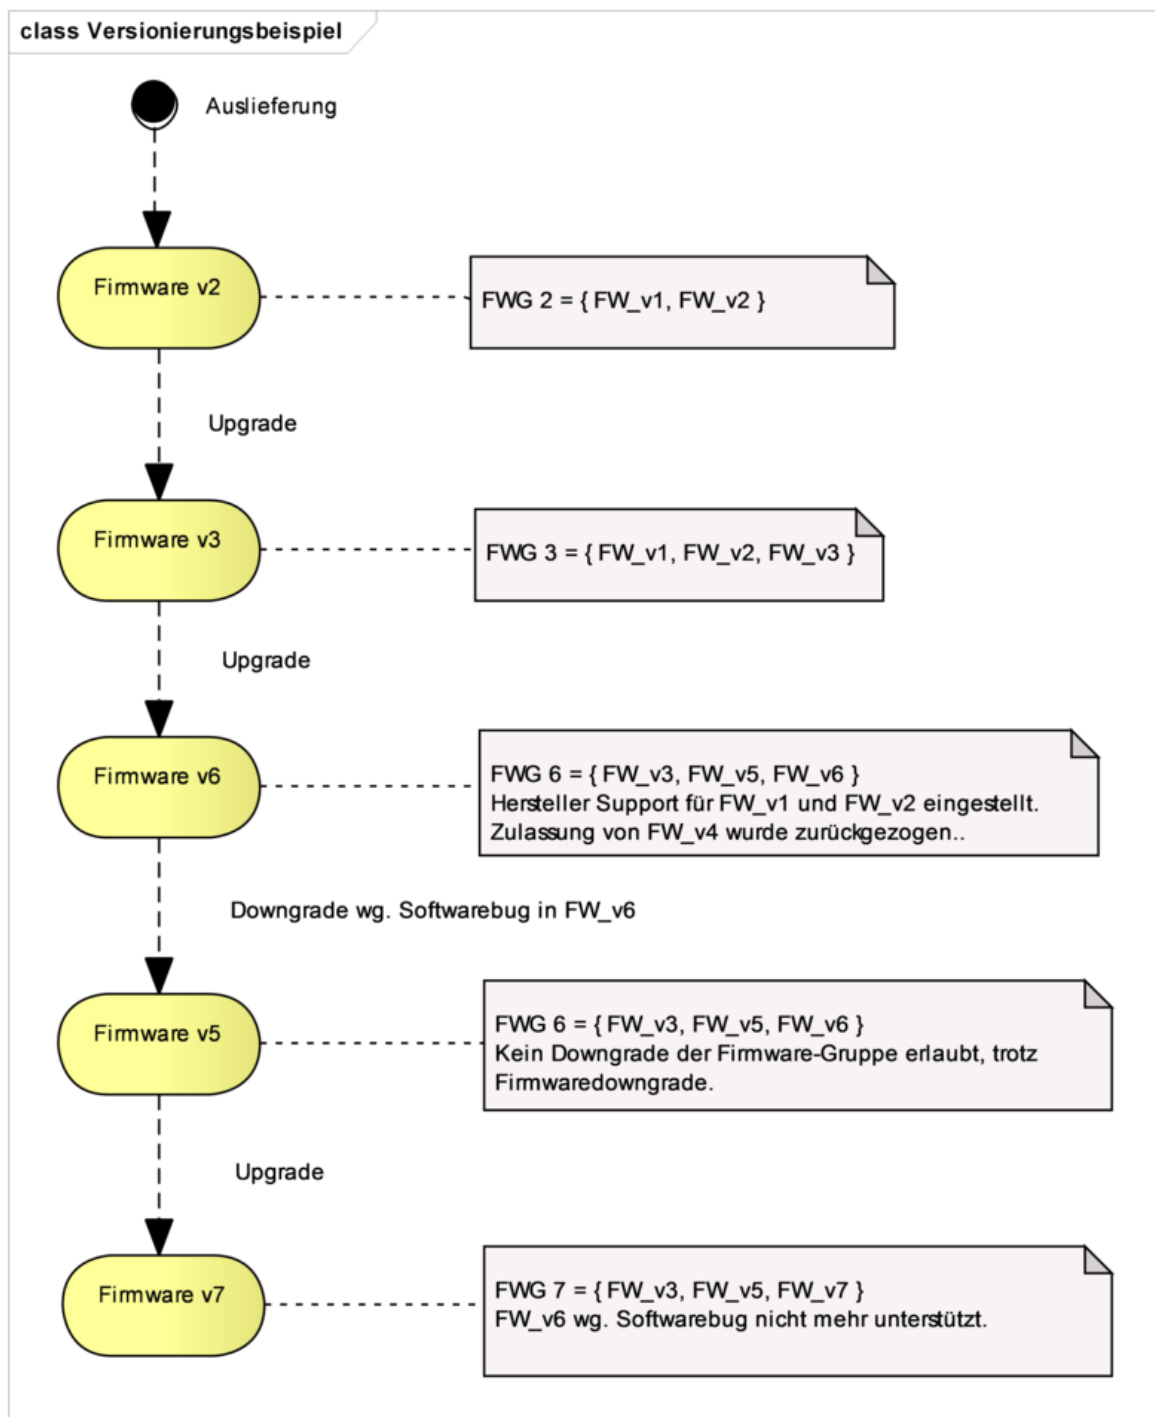 class Versionierungsbeispiel
Auslieferung
Firmware v2
FWG 2 = { FW_v1, FW_v2 }
Upgrade
Firmware v3
FWG 3 = { FW_v1, FW_v2, FW_v3 }
Upgrade
Firmware v6
FWG 6 = { FW_v3, FW_v5, FW_v6 }
Hersteller Support für FW_v1 und FW_v2 eingestellt.
Zulassung von FW_v4 wurde zurückgezogen..
Downgrade wg. Softwarebug in FW_v6
Firmware v5
FWG 6 = { FW_v3, FW_v5, FW_v6 }
Kein Downgrade der Firmware-Gruppe erlaubt, trotz
Firmwaredowngrade.
Upgrade
Firmware v7
FWG 7 = { FW_v3, FW_v5, FW_v7 }
FW_v6 wg. Softwarebug nicht mehr unterstützt.